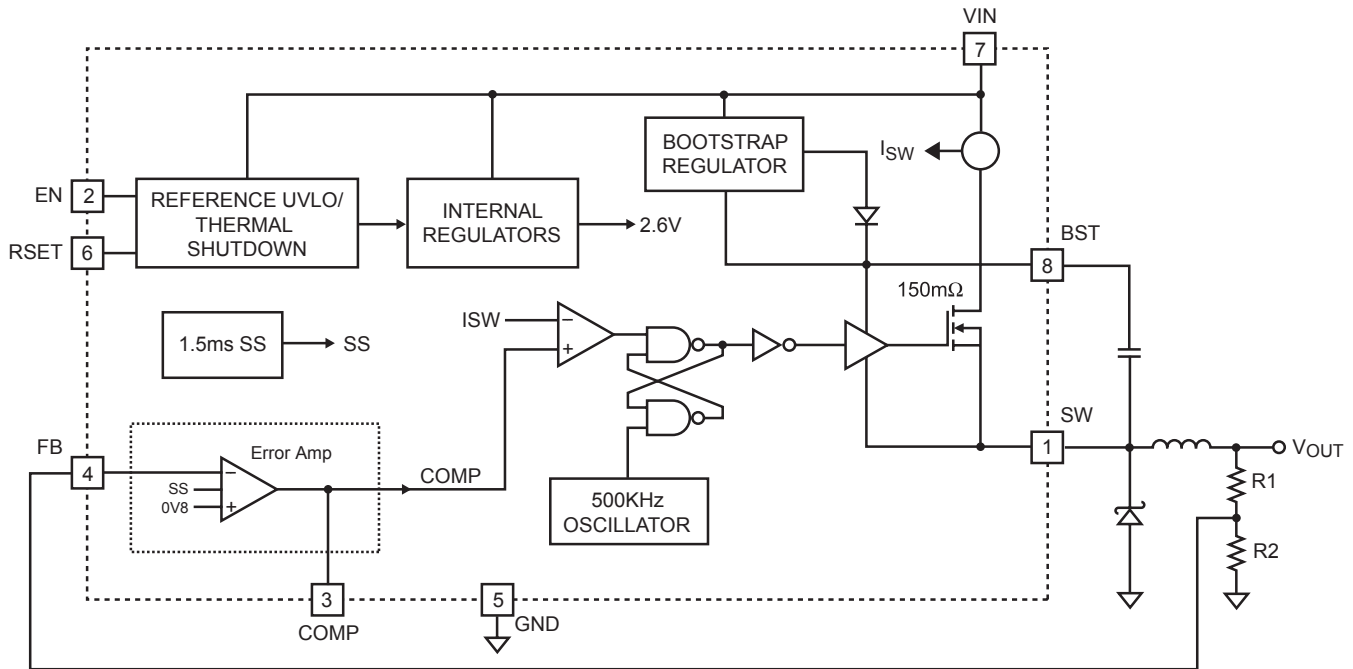 VIN
7
BOOTSTRAP
REGULATOR
ISW
EN
2
REFERENCE UVLO/
THERMAL
SHUTDOWN
INTERNAL
REGULATORS
2.6V
RSET
6
BST
8
150mΩ
1.5ms SS
SS
ISW
−
+
SW
1
FB
4
Error Amp
−
SS
0V8
+
COMP
500KHz
OSCILLATOR
VOUT
R1
R2
3
COMP
5
GND